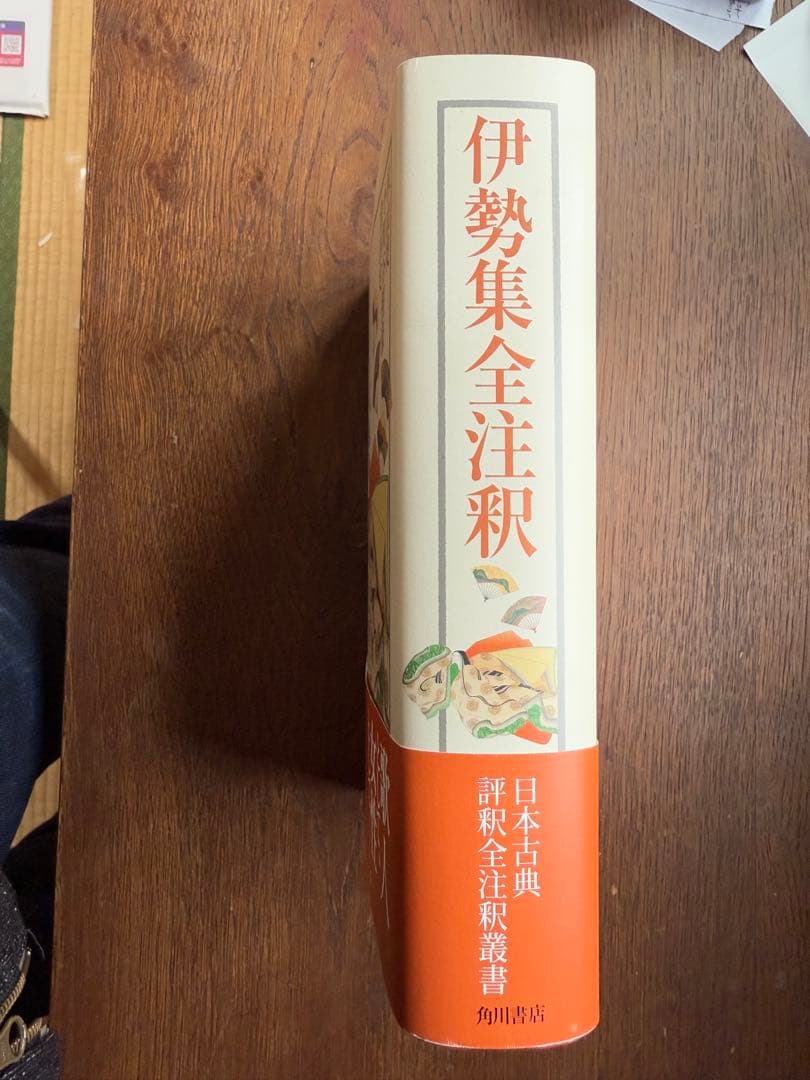 伊勢集全注釈
日本古典
評釈全注釈叢書
角川書店